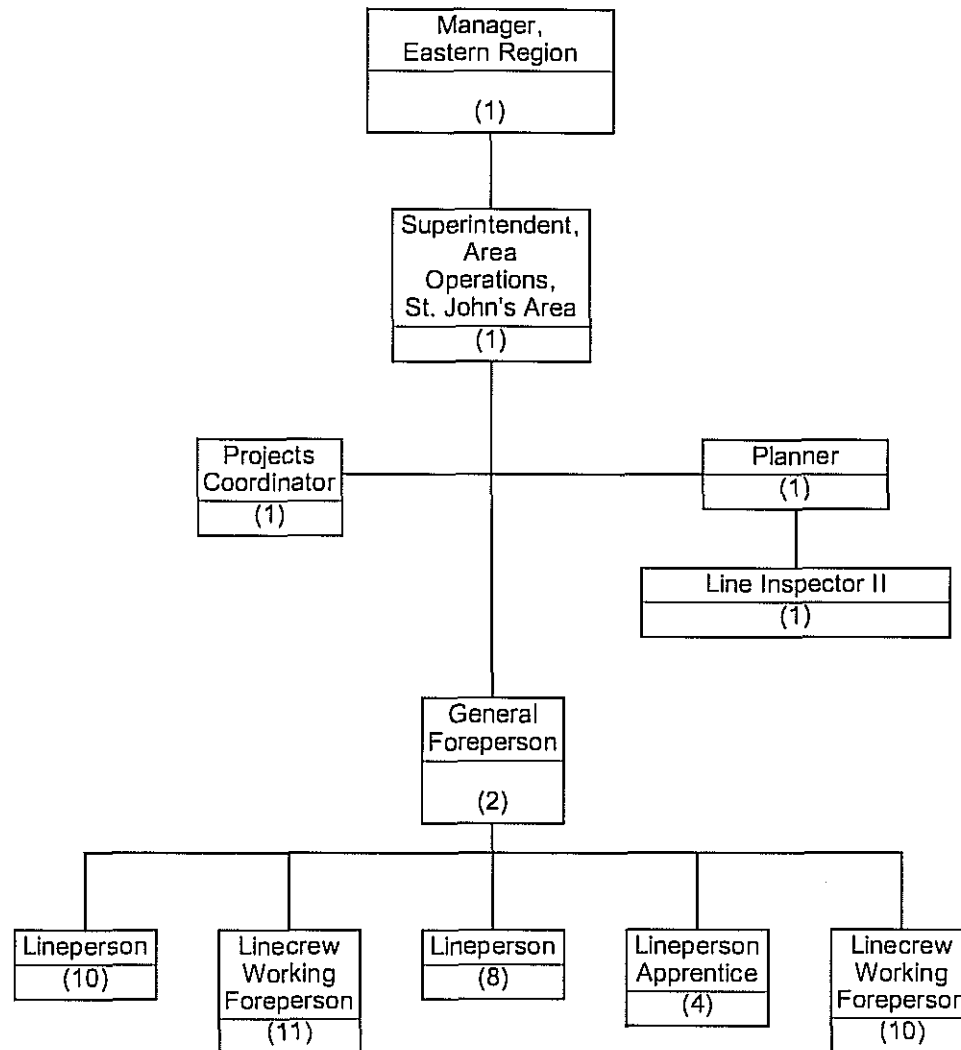 Manager,
Eastern Region
(1)
Superintendent,
Area
Operations,
St. John's Area
(1)
Projects
Coordinator
(1)
Planner
(1)
Line Inspector II
(1)
General
Foreperson
(2)
Lineperson
(10)
Linecrew
Working
Foreperson
(11)
Lineperson
(8)
Lineperson
Apprentice
(4)
Linecrew
Working
Foreperson
(10)